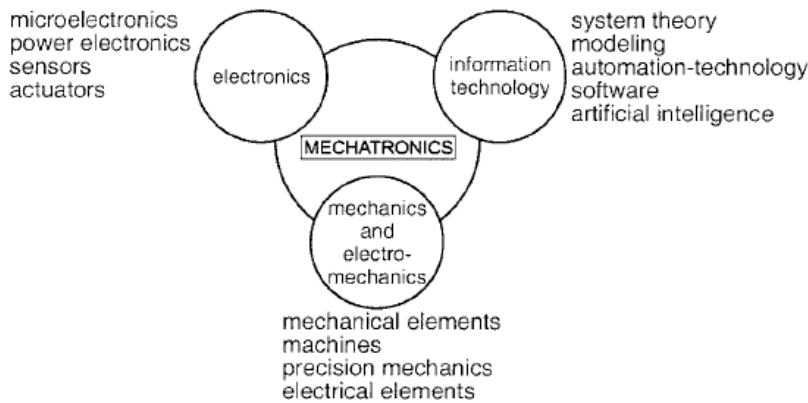 microelectronics
power electronics
sensors
actuators
electronics
information
technology
system theory
modeling
automation-technology
software
artificial intelligence
MECHATRONICS
mechanics
and
electro-
mechanics
mechanical elements
machines
precision mechanics
electrical elements